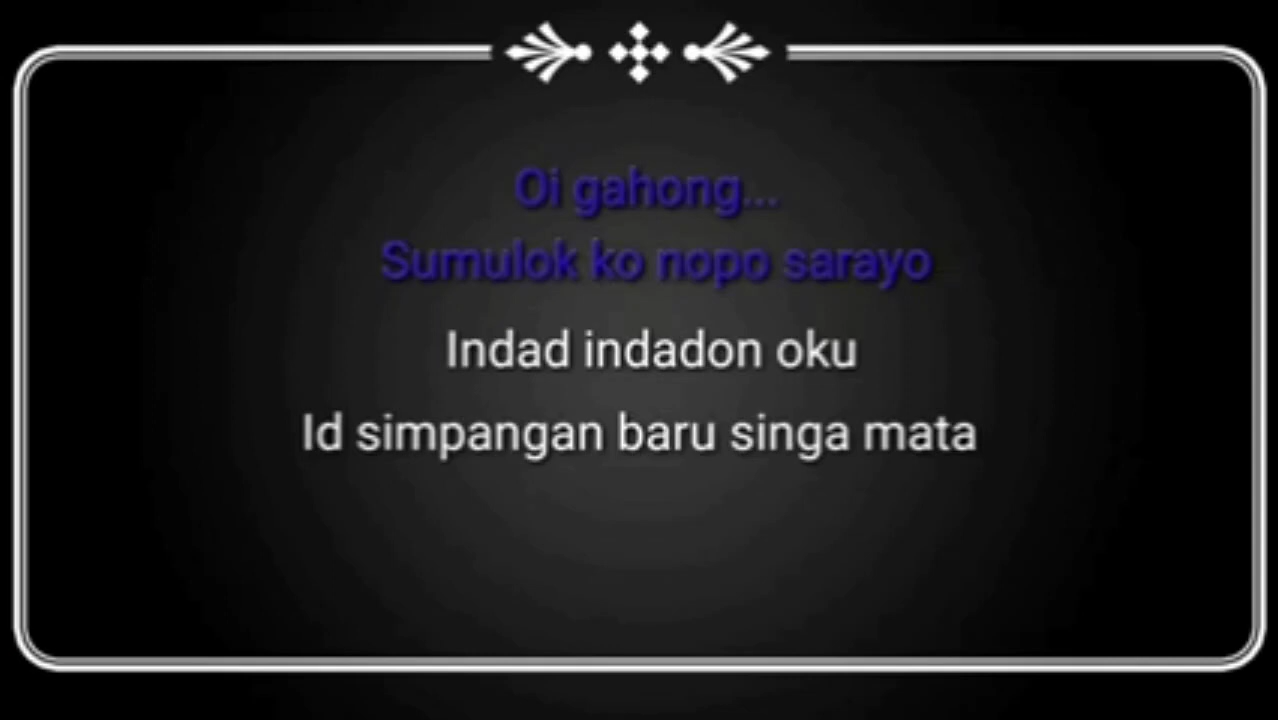 Oi gahong...
Sumulok ko nopo sarayo
Indad indadon oku
Id simpangan baru singa mata